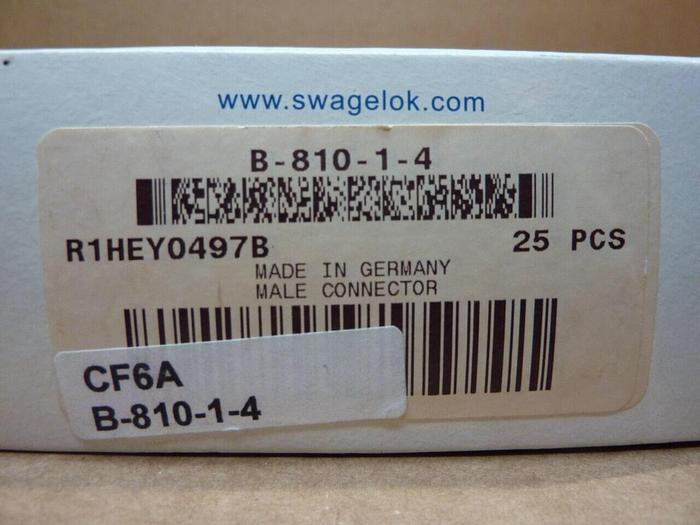 www.swagelok.com
B-810-1-4
R1HEY0497B 25 PCS
MADE IN GERMANY
MALE CONNECTOR
CF6A
B-810-1-4